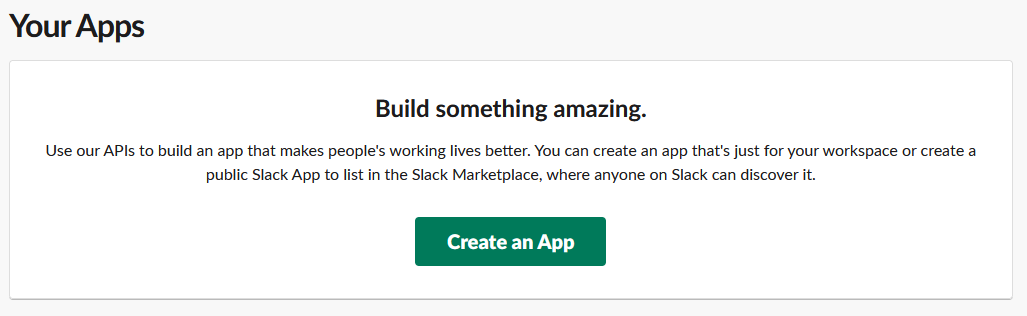 Your Apps
Build something amazing.
Use our APIs to build an app that makes people's working lives better. You can create an app that's just for your workspace or create a
public Slack App to list in the Slack Marketplace, where anyone on Slack can discover it.
Create an App